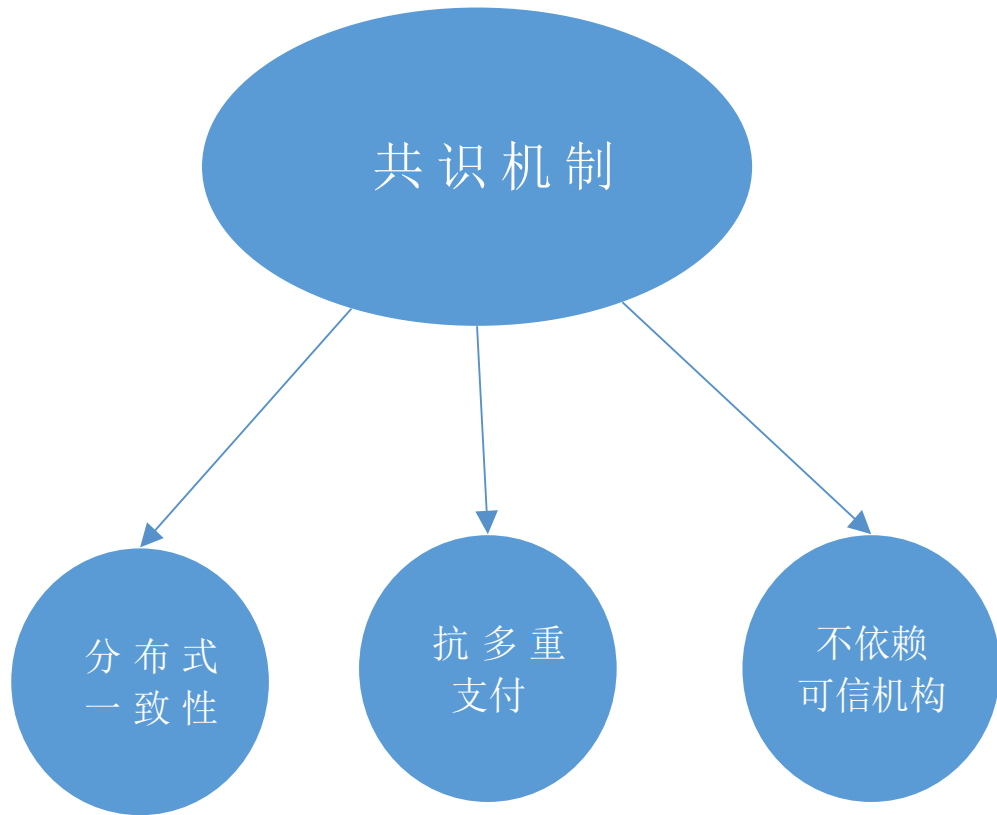 共识机制
分布式
一致性
抗多重
支付
不依赖
可信机构